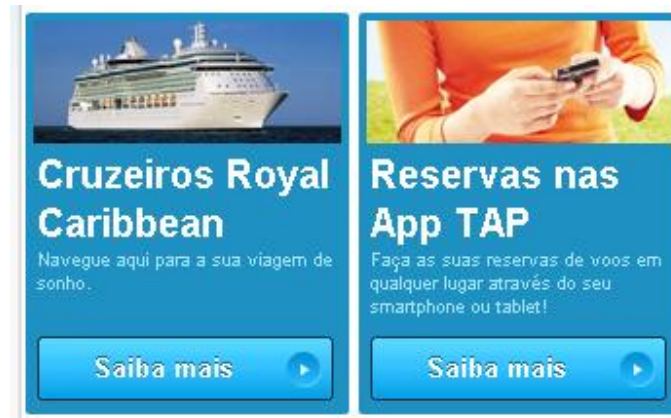 Cruzeiros Royal
Caribbean
Navegue aqui para a sua viagem de
sonho.
Saiba mais
Reservas nas
App TAP
Faça as suas reservas de voos em
qualquer lugar através do seu
smartphone ou tablet!
Saiba mais